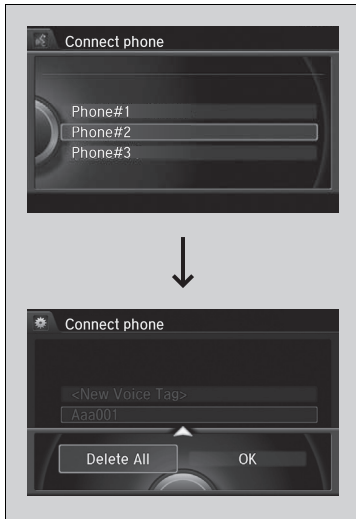 Connect phone
Phone#1
Phone#2
Phone#3
Connect phone
<New Voice Tag>
Aaa001
Delete All
OK